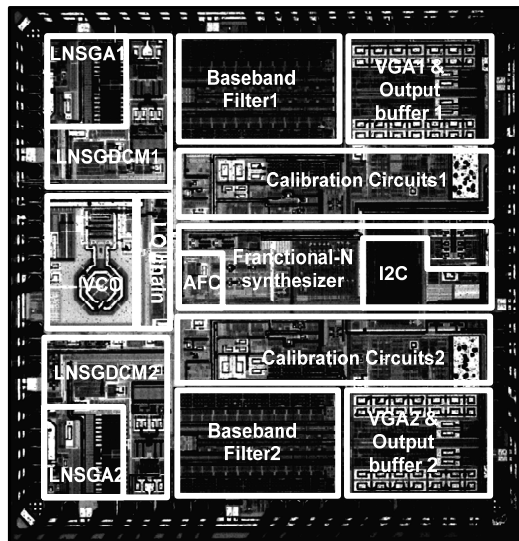 LNSGA1
Baseband
Filter1
VGA1 &
Output
buffer 1
LNSGDCM1
Calibration Circuits1
VCO
LO chain
AFC
Franctional-N
synthesizer
I2C
LNSGDCM2
Calibration Circuits2
LNSGA2
Baseband
Filter2
VGA2 &
Output
buffer 2